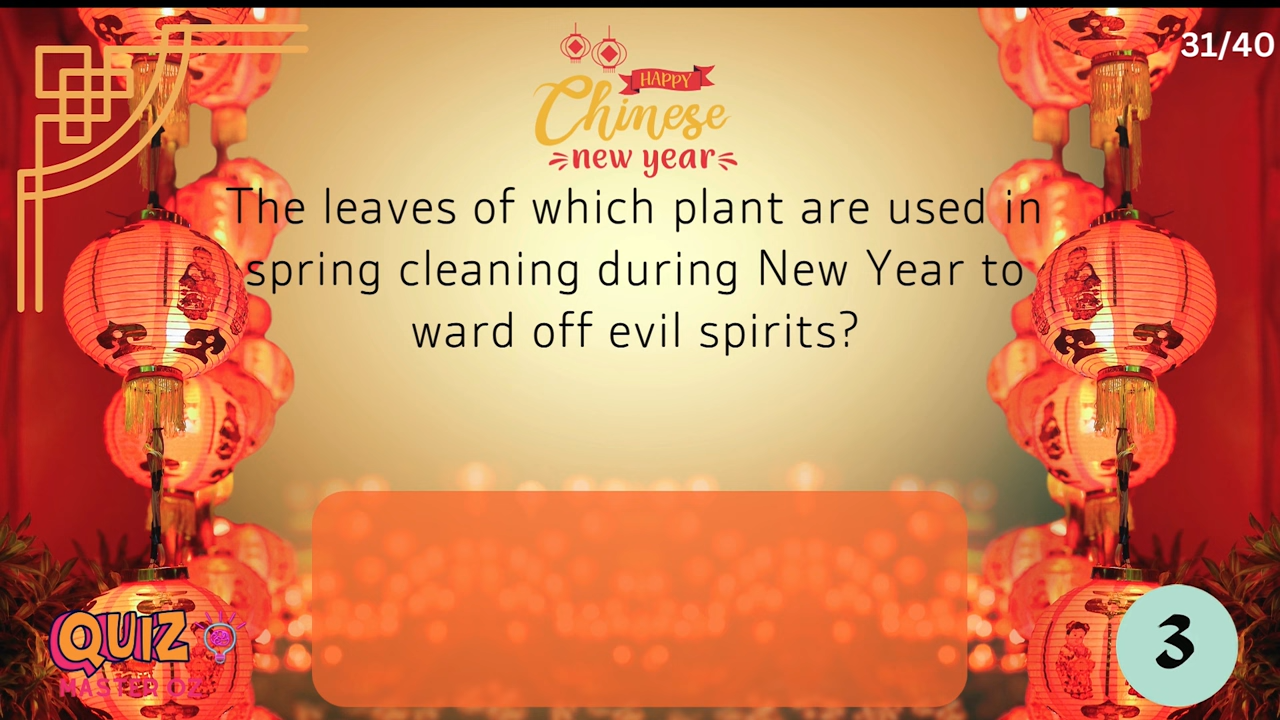 31/40
HAPPY
Chinese
new year
The leaves of which plant are used in
spring cleaning during New Year to
ward off evil spirits?
QUIZ
MASTER OZ
3